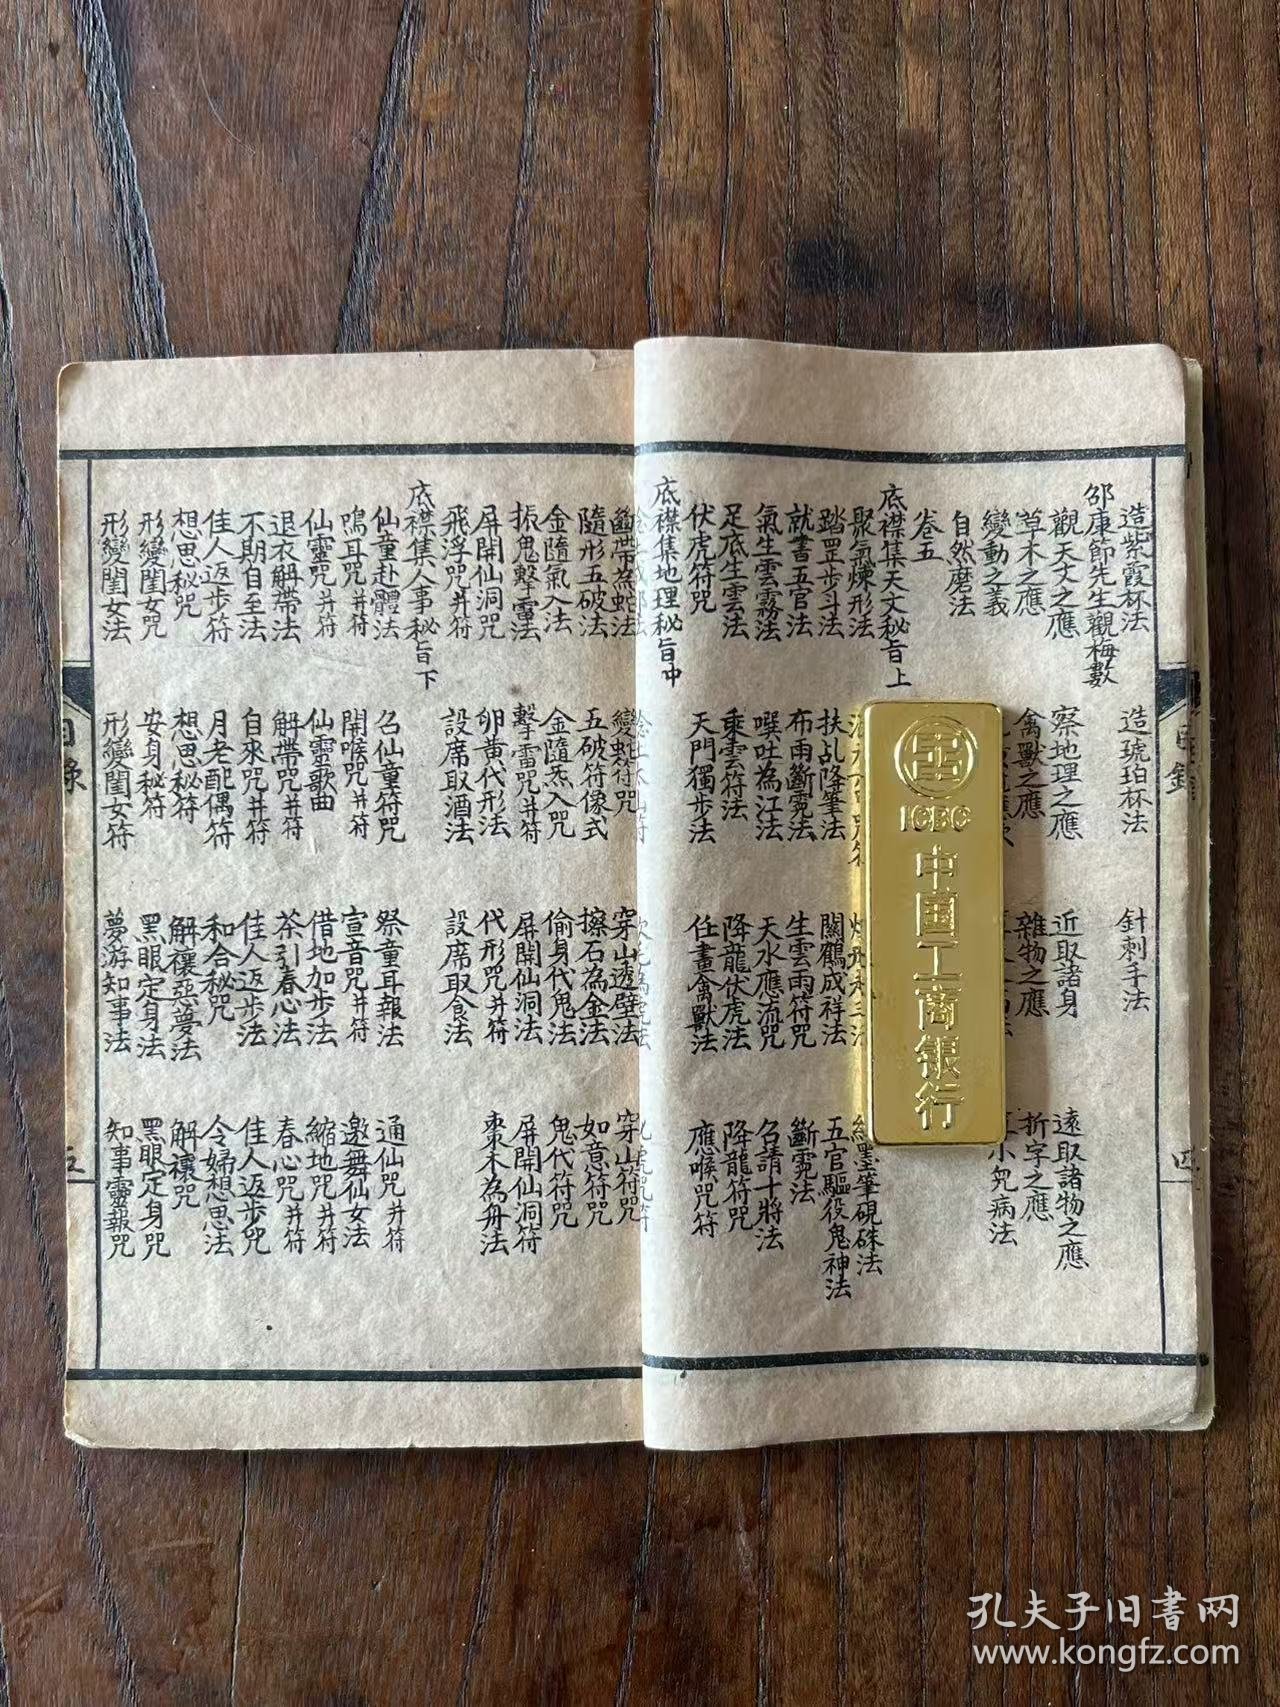 造紫霞杯法　造琥珀杯法　針刺手法
邵康節先生觀梅數
觀天文之應　察地理之應　近取諸身　遠取諸物之應
草木之應　禽獸之應　雜物之應　折字之應
變動之義
自然磨法
卷五
底襟集天文秘旨上
聚氣煉形法
踏罡步斗法　扶乩降筆法　關鶴成祥法　五官驅役鬼神法
就書五官法　布雨斷霓法　生雲雨符咒　斷霓法
氣生雲霧法　噀吐為江法　天水應流咒　召請十將法
足底生雲法　乘雲符法　降龍伏虎法　降龍符咒
伏虎符咒　天門獨步法　任畫禽獸法　應喉咒符
底襟集地理秘旨中
變蛇符咒　穿山透壁法　穿山符咒
隨形五破法　五破符像式　擦石為金法　如意符咒
金隨氣入法　金隨炁入咒　偷身代鬼法　鬼代符咒
振鬼擊雷法　擊雷咒并符　屏開仙洞法　屏開仙洞符
屏開仙洞咒　卵黃代形法　代形咒并符　棗木為舟法
飛浮咒并符　設席取酒法　設席取食法
底襟集人事秘旨下
仙童赴體法　召仙童符咒　祭童耳報法　通仙咒并符
鳴耳咒并符　開喉咒并符　宣音咒并符　邀舞仙女法
仙靈咒并符　仙靈歌曲　借地加步法　縮地咒并符
退衣解帶法　解帶咒并符　茶引春心法　春心咒并符
不期自至法　自來咒并符　佳人返步法　佳人返步咒
佳人返步符　月老配偶符　和合秘咒　令婦想思法
想思秘咒　想思秘符　解禳惡夢法　解禳咒
形變閨女咒　安身秘符　黑眼定身法　黑眼定身咒
形變閨女法　形變閨女符　夢游知事法　知事靈報咒
目錄
五
四
ICBC
中國工商銀行
孔夫子旧书网
www.kongfz.com